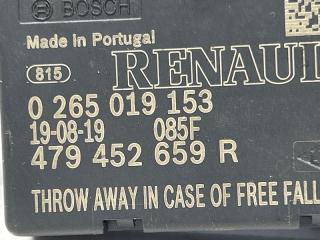 BOSCH
Made in Portugal
815 RENAUL
0 265 019 153
19-08-19 085F
479 452 659 R
THROW AWAY IN CASE OF FREE FALL